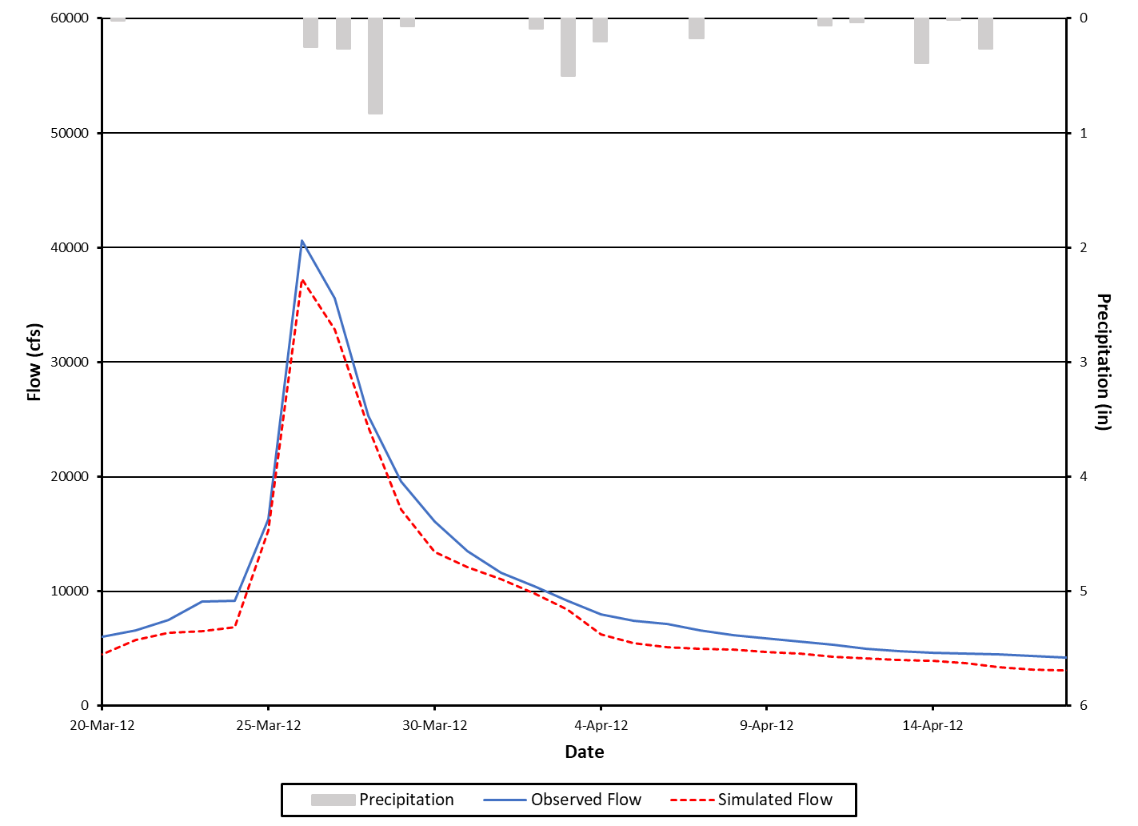 60000
50000
40000
30000
20000
10000
0
Flow (cfs)
0
1
2
3
4
5
6
Precipitation (in)
20-Mar-12 25-Mar-12 30-Mar-12 4-Apr-12 9-Apr-12 14-Apr-12
Date
Precipitation Observed Flow Simulated Flow